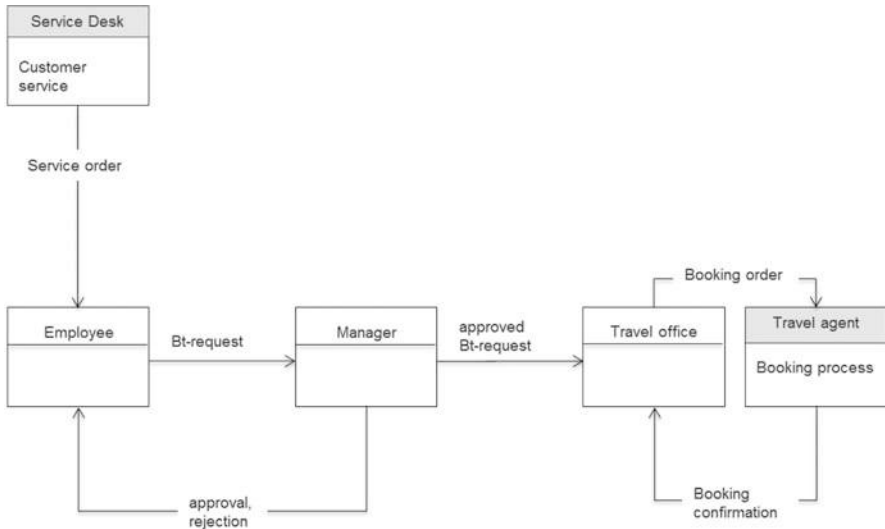 Service Desk
Customer
service
Service order
Booking order
Employee
Bt-request
Manager
approved
Bt-request
Travel office
Travel agent
Booking process
approval,
rejection
Booking
confirmation